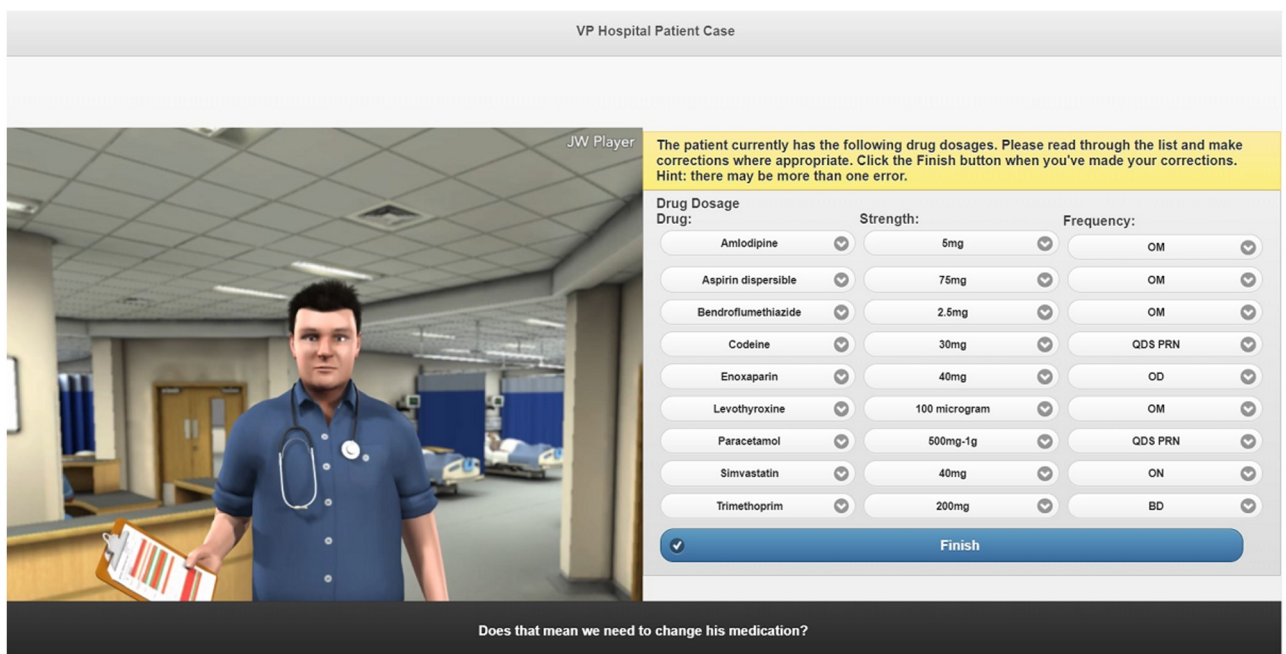 VP Hospital Patient Case
JW Player
The patient currently has the following drug dosages. Please read through the list and make
corrections where appropriate. Click the Finish button when you've made your corrections.
Hint: there may be more than one error.
Drug Dosage
Drug: Strength: Frequency:
Amlodipine 5mg OM
Aspirin dispersible 75mg OM
Bendroflumethiazide 2.5mg OM
Codeine 30mg QDS PRN
Enoxaparin 40mg OD
Levothyroxine 100 microgram OM
Paracetamol 500mg-1g QDS PRN
Simvastatin 40mg ON
Trimethoprim 200mg BD
Finish
Does that mean we need to change his medication?